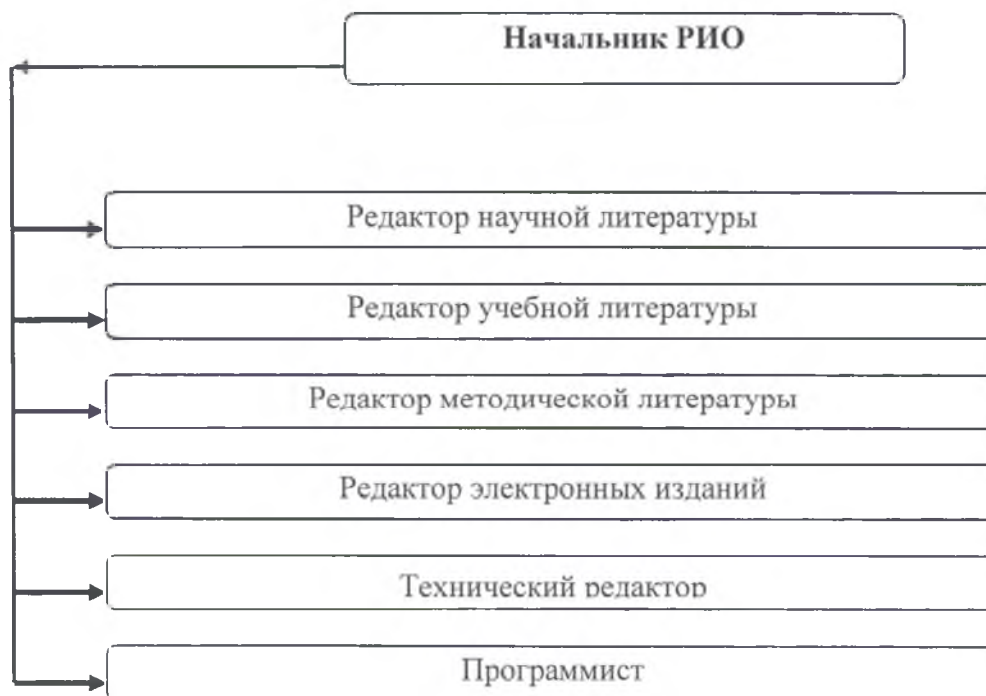 Начальник РИО
Редактор научной литературы
Редактор учебной литературы
Редактор методической литературы
Редактор электронных изданий
Технический редактор
Программист